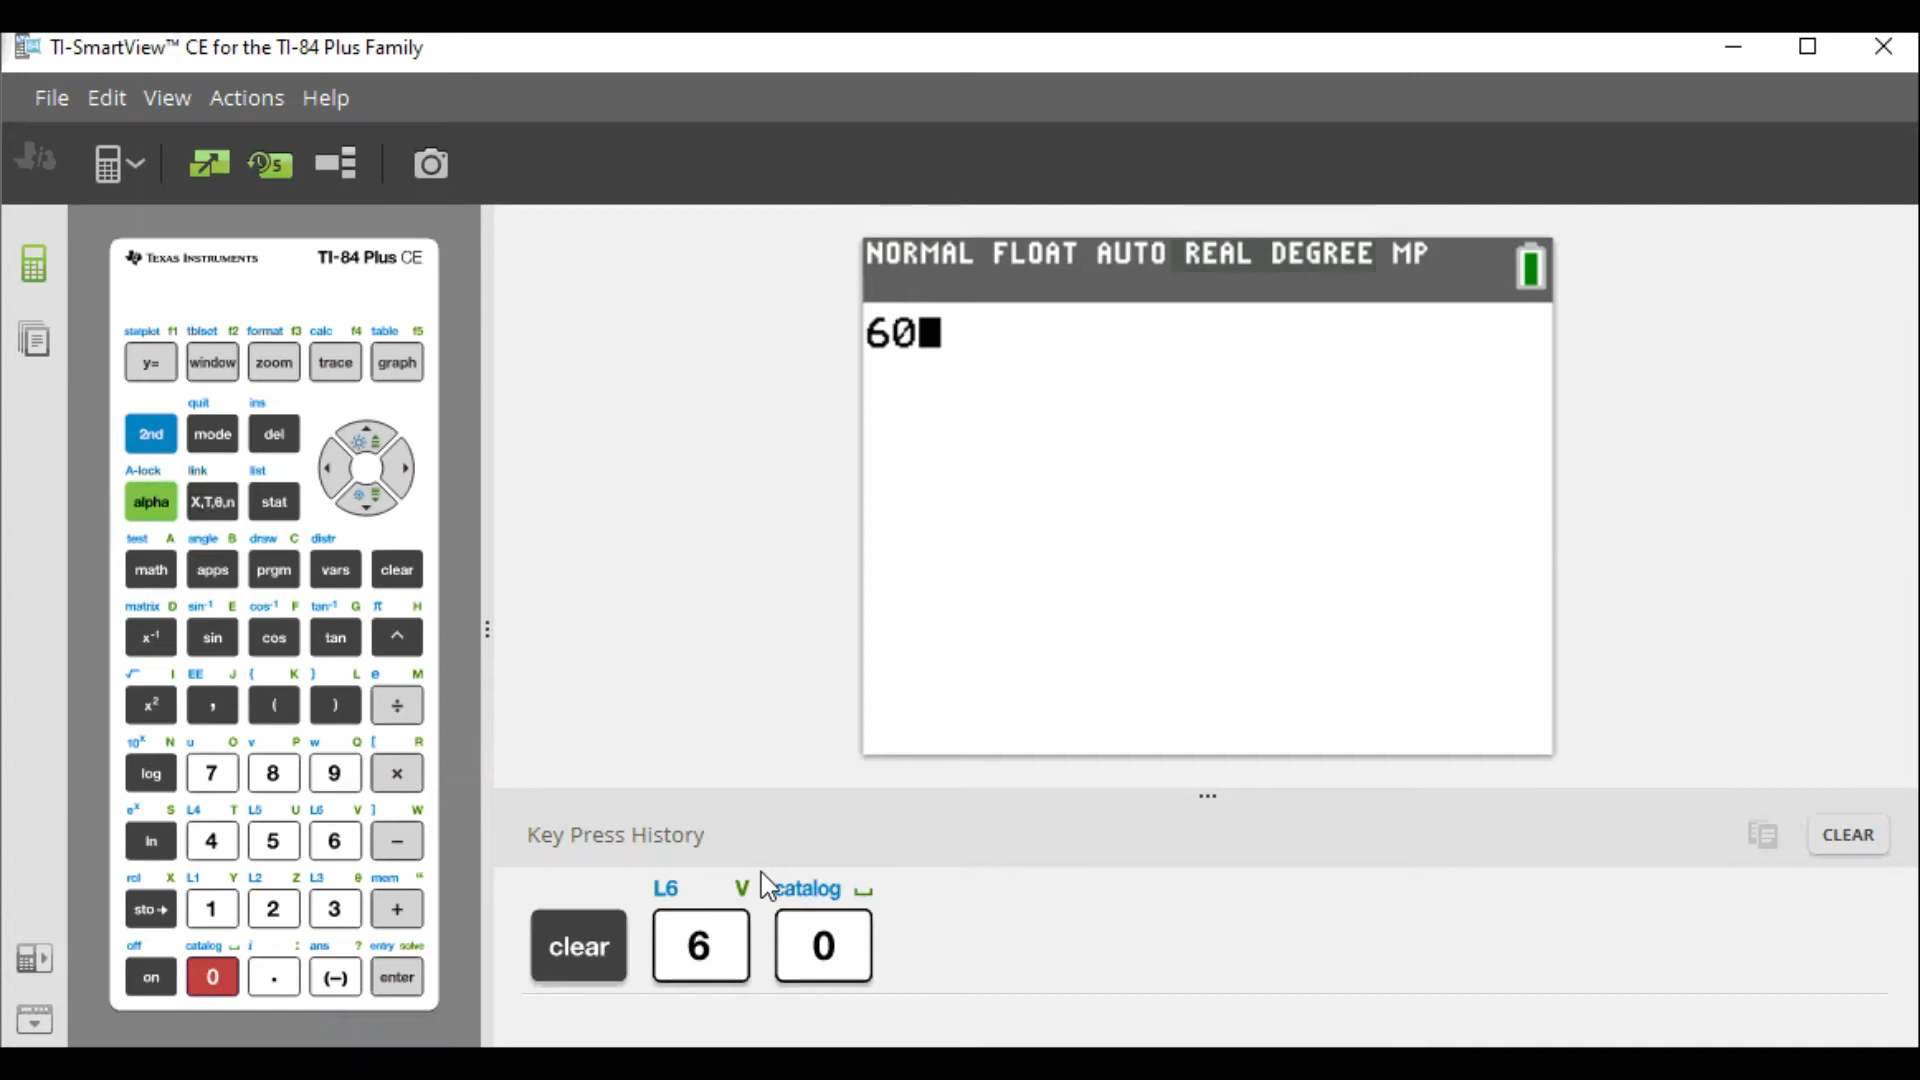 TI-SmartView™ CE for the TI-84 Plus Family
File Edit View Actions Help
5
TEXAS INSTRUMENTS TI-84 Plus CE
statplot f1 tblset f2 format f3 calc f4 table f5
y= window zoom trace graph
quit ins
2nd mode del
A-lock link list
alpha X,T,θ,n stat
test A angle B draw C distr
math apps prgm vars clear
matrix D sin⁻¹ E cos⁻¹ F tan⁻¹ G π H
x⁻¹ sin cos tan ^
√ I EE J { K } L e M
x² , ( ) ÷
10ˣ N u O v P w Q [ R
log 7 8 9 ×
eˣ S L4 T L5 U L6 V ] W
ln 4 5 6 −
rcl X L1 Y L2 Z L3 θ mem "
sto→ 1 2 3 +
off catalog ⎵ i : ans ? entry solve
on 0 . (−) enter
NORMAL FLOAT AUTO REAL DEGREE MP
60
Key Press History
CLEAR
L6 V catalog ⎵
clear 6 0